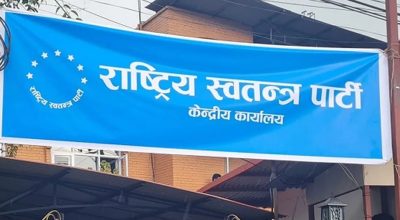 राष्ट्रिय स्वतन्त्र पार्टी
केन्द्रीय कार्यालय
राष्ट्रिय स्वतन्त्र पार्टी